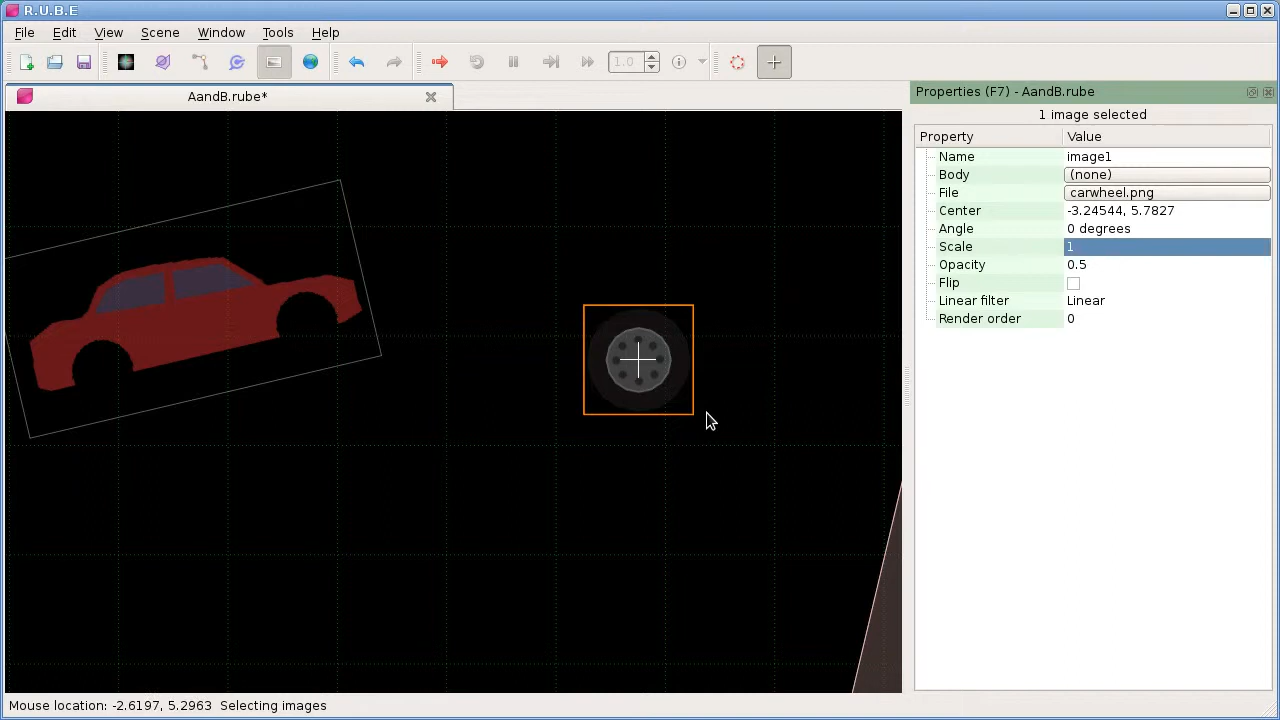 R.U.B.E
File Edit View Scene Window Tools Help
1.0
AandB.rube*
Properties (F7) - AandB.rube
1 image selected
Property Value
Name image1
Body (none)
File carwheel.png
Center -3.24544, 5.7827
Angle 0 degrees
Scale 1
Opacity 0.5
Flip
Linear filter Linear
Render order 0
Mouse location: -2.6197, 5.2963 Selecting images